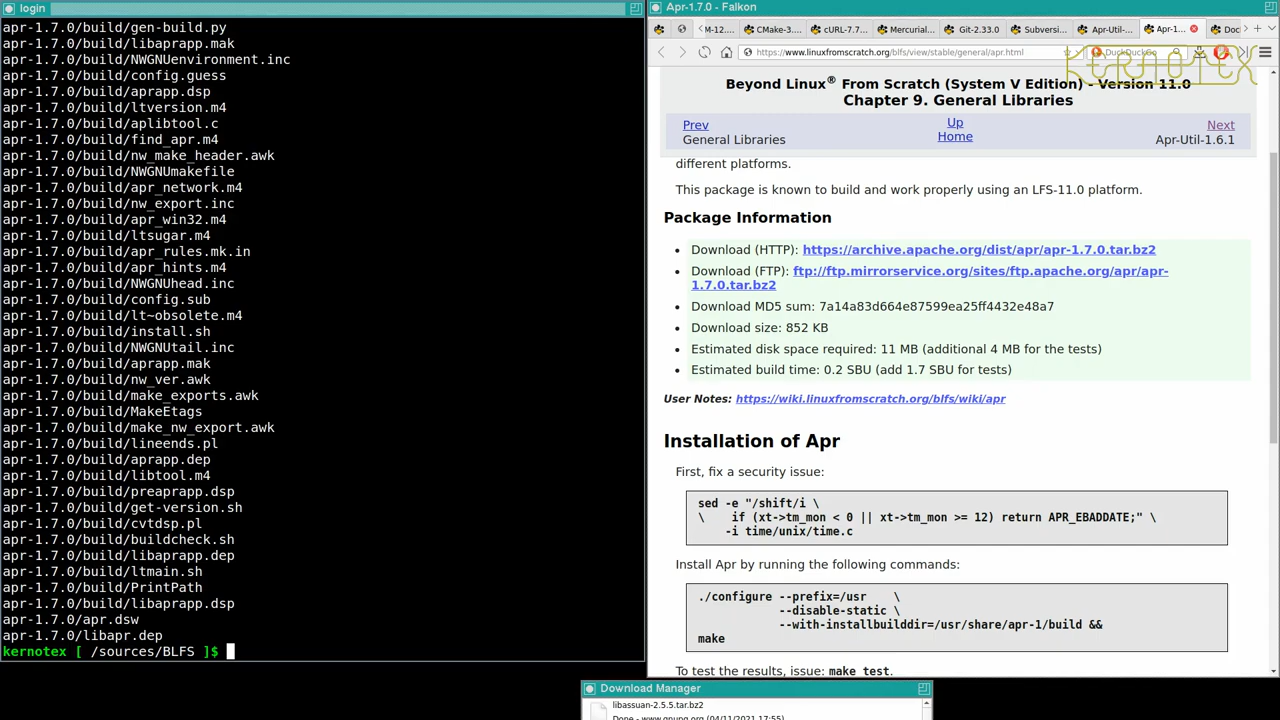 login
apr-1.7.0/build/gen-build.py
apr-1.7.0/build/libaprapp.mak
apr-1.7.0/build/NWGNUenvironment.inc
apr-1.7.0/build/config.guess
apr-1.7.0/build/aprapp.dsp
apr-1.7.0/build/ltversion.m4
apr-1.7.0/build/aplibtool.c
apr-1.7.0/build/find_apr.m4
apr-1.7.0/build/nw_make_header.awk
apr-1.7.0/build/NWGNUmakefile
apr-1.7.0/build/apr_network.m4
apr-1.7.0/build/nw_export.inc
apr-1.7.0/build/apr_win32.m4
apr-1.7.0/build/ltsugar.m4
apr-1.7.0/build/apr_rules.mk.in
apr-1.7.0/build/apr_hints.m4
apr-1.7.0/build/NWGNUhead.inc
apr-1.7.0/build/config.sub
apr-1.7.0/build/lt~obsolete.m4
apr-1.7.0/build/install.sh
apr-1.7.0/build/NWGNUtail.inc
apr-1.7.0/build/aprapp.mak
apr-1.7.0/build/nw_ver.awk
apr-1.7.0/build/make_exports.awk
apr-1.7.0/build/MakeEtags
apr-1.7.0/build/make_nw_export.awk
apr-1.7.0/build/lineends.pl
apr-1.7.0/build/aprapp.dep
apr-1.7.0/build/libtool.m4
apr-1.7.0/build/preaprapp.dsp
apr-1.7.0/build/get-version.sh
apr-1.7.0/build/cvtdsp.pl
apr-1.7.0/build/buildcheck.sh
apr-1.7.0/build/libaprapp.dep
apr-1.7.0/build/ltmain.sh
apr-1.7.0/build/PrintPath
apr-1.7.0/build/libaprapp.dsp
apr-1.7.0/apr.dsw
apr-1.7.0/libapr.dep
kernotex [ /sources/BLFS ]$
Apr-1.7.0 - Falkon
M-12.... CMake-3.... cURL-7.7... Mercurial... Git-2.33.0 Subversi... Apr-Util-... Apr-1... Doc
https://www.linuxfromscratch.org/blfs/view/stable/general/apr.html DuckDuckGo
KERNOTEX
Beyond Linux® From Scratch (System V Edition) - Version 11.0
Chapter 9. General Libraries
Prev Up Next
General Libraries Home Apr-Util-1.6.1
different platforms.
This package is known to build and work properly using an LFS-11.0 platform.
Package Information
• Download (HTTP): https://archive.apache.org/dist/apr/apr-1.7.0.tar.bz2
• Download (FTP): ftp://ftp.mirrorservice.org/sites/ftp.apache.org/apr/apr-
1.7.0.tar.bz2
• Download MD5 sum: 7a14a83d664e87599ea25ff4432e48a7
• Download size: 852 KB
• Estimated disk space required: 11 MB (additional 4 MB for the tests)
• Estimated build time: 0.2 SBU (add 1.7 SBU for tests)
User Notes: https://wiki.linuxfromscratch.org/blfs/wiki/apr
Installation of Apr
First, fix a security issue:
sed -e "/shift/i \
\    if (xt->tm_mon < 0 || xt->tm_mon >= 12) return APR_EBADDATE;" \
-i time/unix/time.c
Install Apr by running the following commands:
./configure --prefix=/usr    \
--disable-static \
--with-installbuilddir=/usr/share/apr-1/build &&
make
To test the results, issue: make test.
Download Manager
libassuan-2.5.5.tar.bz2
Done - www.gnupg.org (04/11/2021 17:55)